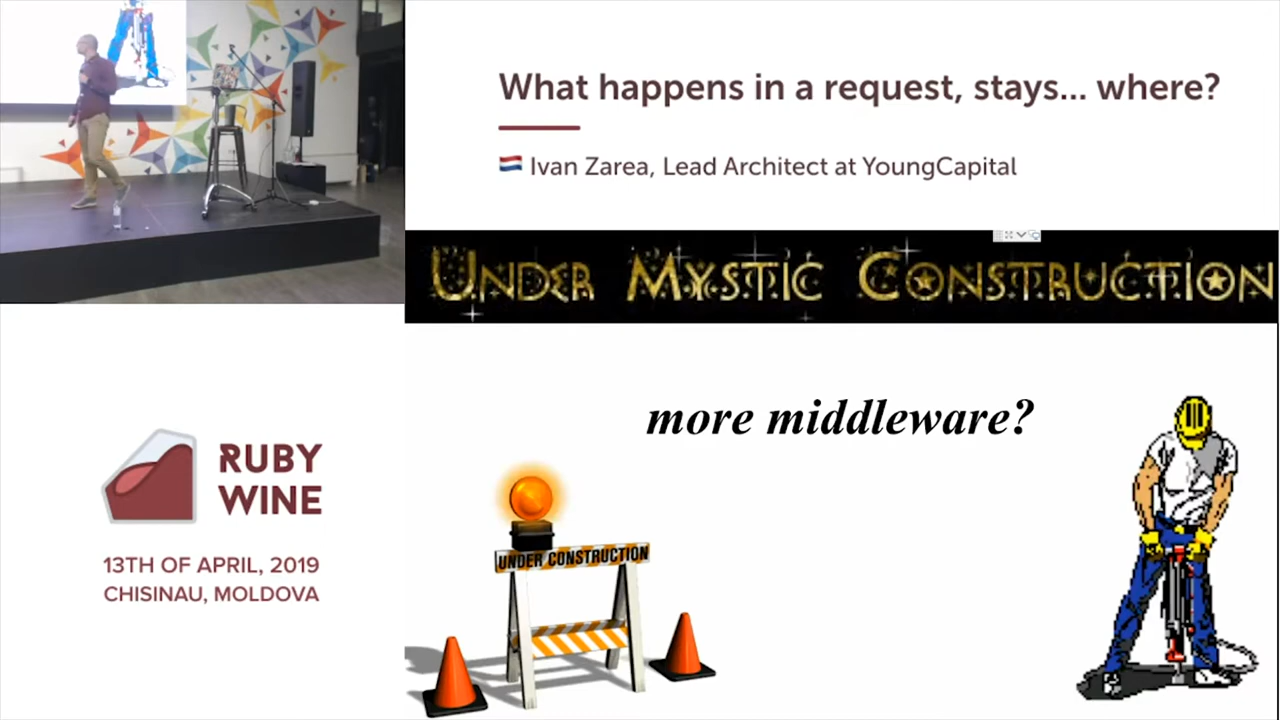 What happens in a request, stays... where?
Ivan Zarea, Lead Architect at YoungCapital
UNDER MYSTIC CONSTRUCTION
more middleware?
UNDER CONSTRUCTION
RUBY
WINE
13TH OF APRIL, 2019
CHISINAU, MOLDOVA